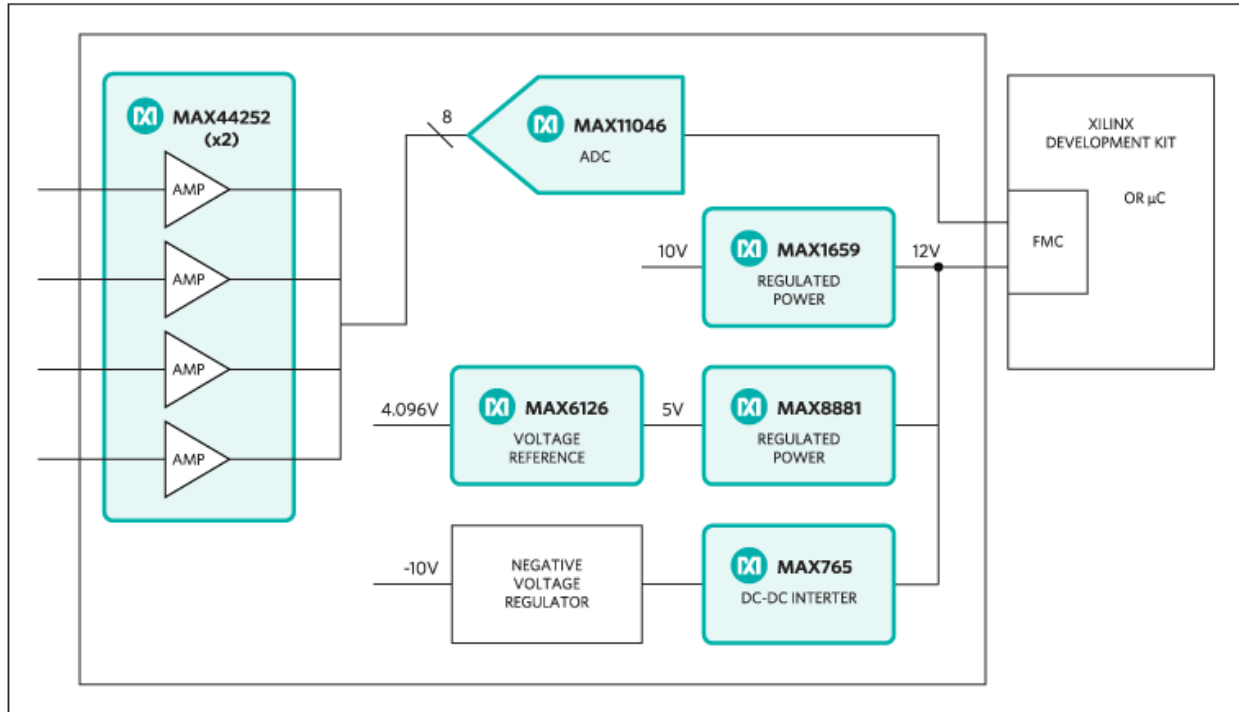 MAX44252
(x2)
AMP
AMP
AMP
AMP
8
MAX11046
ADC
XILINX
DEVELOPMENT KIT
OR µC
FMC
10V
MAX1659
REGULATED
POWER
12V
4.096V
MAX6126
VOLTAGE
REFERENCE
5V
MAX8881
REGULATED
POWER
-10V
NEGATIVE
VOLTAGE
REGULATOR
MAX765
DC-DC INTERTER